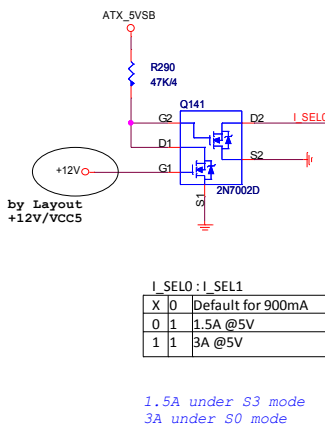 ATX_5VSB
R290
47K/4
Q141
G2
D2
I_SEL0
D1
S2
+12V
G1
S1
2N7002D
by Layout
+12V/VCC5
I_SEL0 : I_SEL1
X 0 Default for 900mA
0 1 1.5A @5V
1 1 3A @5V
1.5A under S3 mode
3A under S0 mode